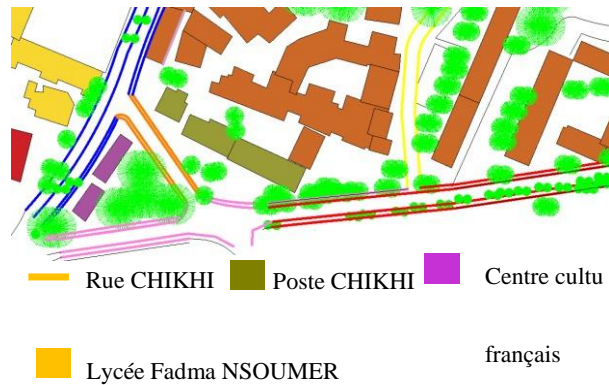 Rue CHIKHI Poste CHIKHI Centre cultu
français
Lycée Fadma NSOUMER